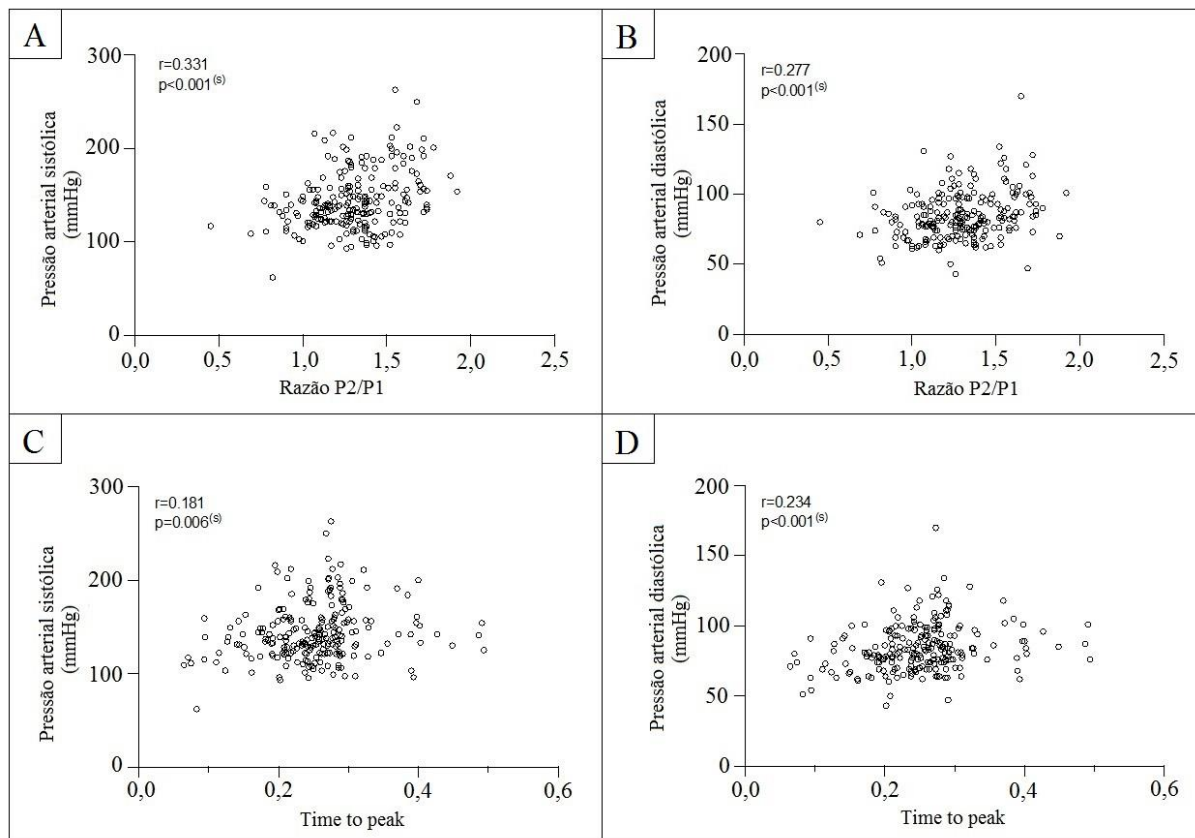 A
r=0.331
p<0.001(s)
Pressão arterial sistólica
(mmHg)
300
200
100
0
0,0 0,5 1,0 1,5 2,0 2,5
Razão P2/P1
B
r=0.277
p<0.001(s)
Pressão arterial diastólica
(mmHg)
200
150
100
50
0
0,0 0,5 1,0 1,5 2,0 2,5
Razão P2/P1
C
r=0.181
p=0.006(s)
Pressão arterial sistólica
(mmHg)
300
200
100
0
0,0 0,2 0,4 0,6
Time to peak
D
r=0.234
p<0.001(s)
Pressão arterial diastólica
(mmHg)
200
150
100
50
0
0,0 0,2 0,4 0,6
Time to peak